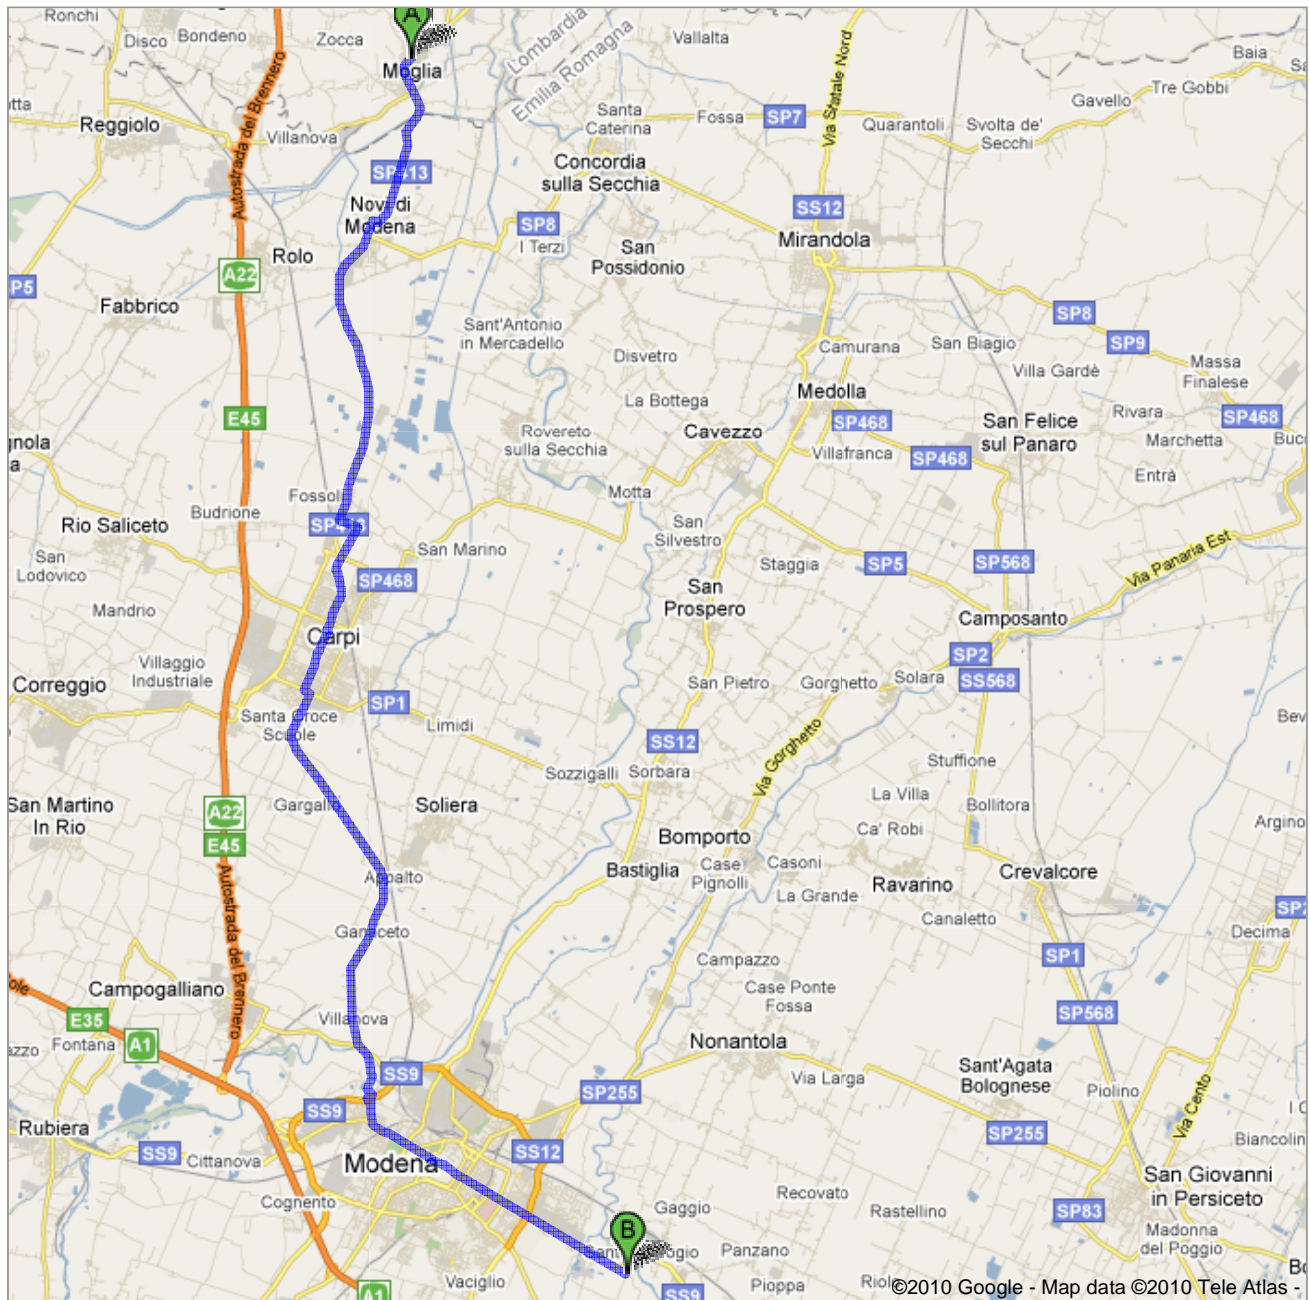 Ronchi
Disco
Bondeno
Zocca
A
Moglia
Lombardia
Emilia Romagna
Vallalta
Via Statale Nord
Baia
Tre Gobbi
Gavello
Reggiolo
Villanova
Autostrada del Brennero
Santa
Caterina
Fossa
SP7
Quarantoli
Svolta de'
Secchi
Concordia
sulla Secchia
Novi di
Modena
SP8
I Terzi
SS12
Mirandola
Rolo
A22
San
Possidonio
P5
Fabbrico
Sant'Antonio
in Mercadello
Disvetro
SP8
SP9
Camurana
San Biagio
Villa Gardè
Massa
Finalese
La Bottega
Medolla
SP468
E45
Rovereto
sulla Secchia
Cavezzo
Villafranca
SP468
San Felice
sul Panaro
Rivara
SP468
Marchetta
Entrà
gnola
a
Motta
Fossoli
Budrione
Rio Saliceto
San
Lodovico
San Marino
San
Silvestro
Staggia
SP5
SP568
Via Panaria Est
SP468
Mandrio
San
Prospero
Camposanto
Carpi
SP2
SS568
Villaggio
Industriale
Correggio
San Pietro
Gorghetto
Solara
SP1
Santa Croce
Scuole
Limidi
SS12
Via Gorghetto
Sozzigalli
Sorbara
Stuffione
La Villa
Bollitora
San Martino
In Rio
A22
E45
Soliera
Bomporto
Ca' Robi
Argino
Appalto
Bastiglia
Case
Pignolli
Casoni
La Grande
Ravarino
Crevalcore
Canaletto
Decima
Autostrada del Brennero
Ganaceto
SP1
Campazzo
Case Ponte
Fossa
SP568
Campogalliano
E35
Fontana
A1
Villanova
Nonantola
SS9
SP255
Via Larga
Sant'Agata
Bolognese
Piolino
Via Cento
SS9
Rubiera
SS9
Cittanova
Modena
SS12
SP255
San Giovanni
in Persiceto
Cognento
Recovato
Gaggio
Rastellino
SP83
Madonna
del Poggio
B
Panzano
Vaciglio
Pioppa
A1
SS9
©2010 Google - Map data ©2010 Tele Atlas -